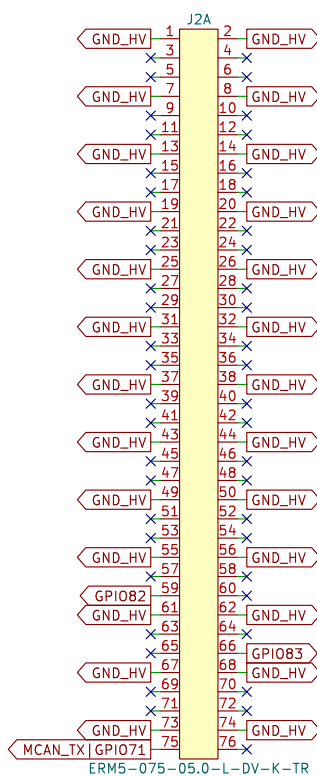 J2A
GND_HV 1 2 GND_HV
3 4
5 6
GND_HV 7 8 GND_HV
9 10
11 12
GND_HV 13 14 GND_HV
15 16
17 18
GND_HV 19 20 GND_HV
21 22
23 24
GND_HV 25 26 GND_HV
27 28
29 30
GND_HV 31 32 GND_HV
33 34
35 36
GND_HV 37 38 GND_HV
39 40
41 42
GND_HV 43 44 GND_HV
45 46
47 48
GND_HV 49 50 GND_HV
51 52
53 54
GND_HV 55 56 GND_HV
57 58
GPIO82 59 60
GND_HV 61 62 GND_HV
63 64
65 66 GPIO83
GND_HV 67 68 GND_HV
69 70
71 72
GND_HV 73 74 GND_HV
MCAN_TX|GPIO71 75 76
ERM5-075-05.0-L-DV-K-TR